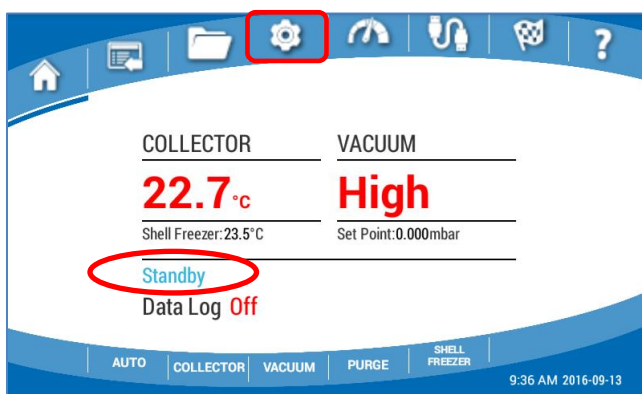 ?
COLLECTOR VACUUM
22.7°C High
Shell Freezer:23.5°C Set Point:0.000mbar
Standby
Data Log Off
AUTO COLLECTOR VACUUM PURGE SHELL FREEZER
9:36 AM 2016-09-13